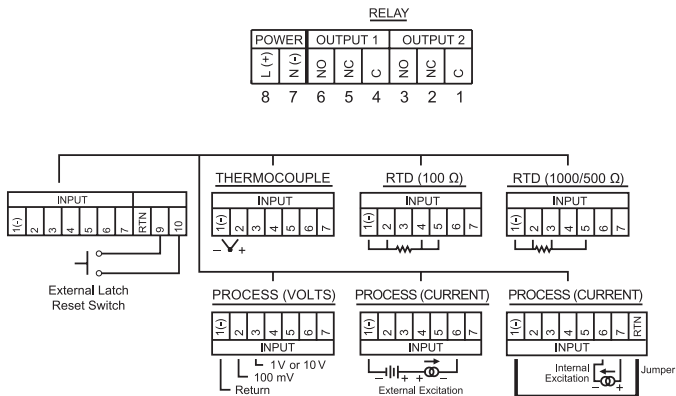 RELAY
POWER OUTPUT 1 OUTPUT 2
L (+) N (-) NO NC C NO NC C
8 7 6 5 4 3 2 1
THERMOCOUPLE RTD (100 Ω) RTD (1000/500 Ω)
INPUT INPUT INPUT INPUT
1(-) 2 3 4 5 6 7 RTN 9 10
1(-) 2 3 4 5 6 7
1(-) 2 3 4 5 6 7
1(-) 2 3 4 5 6 7
– +
External Latch
Reset Switch
PROCESS (VOLTS) PROCESS (CURRENT) PROCESS (CURRENT)
1(-) 2 3 4 5 6 7
1(-) 2 3 4 5 6 7
1(-) 2 3 4 5 6 7 RTN
INPUT INPUT INPUT
1V or 10V
100 mV
Return
– + + –
External Excitation
Internal
Excitation
– +
Jumper